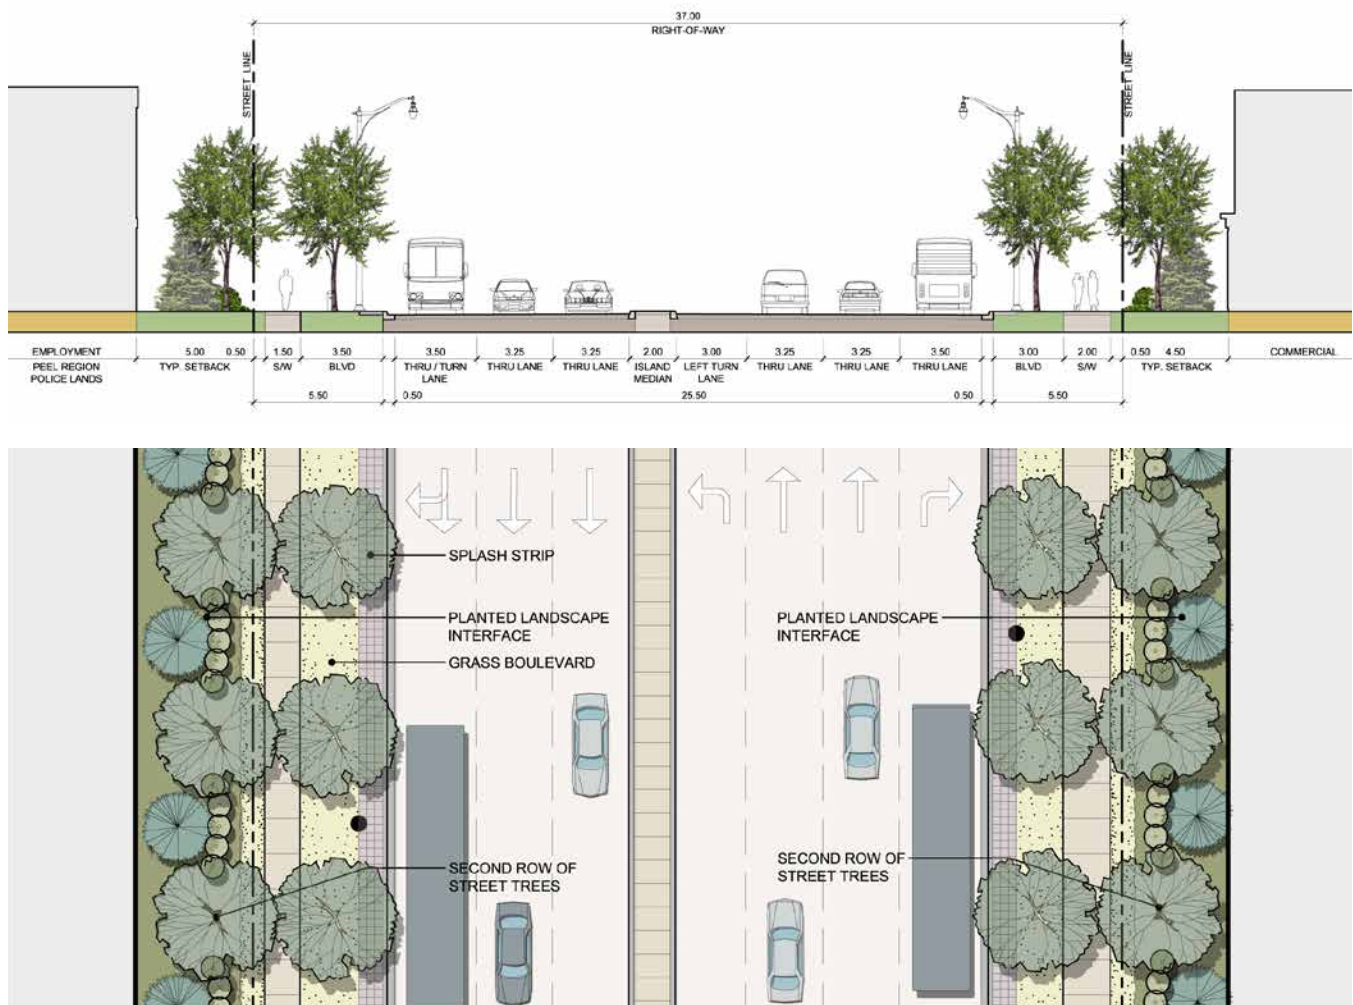 37.00
RIGHT-OF-WAY
STREET LINE
STREET LINE
EMPLOYMENT 5.00 0.50 1.50 3.50 3.50 3.25 3.25 2.00 3.00 3.25 3.25 3.50 3.00 2.00 0.50 4.50 COMMERCIAL
PEEL REGION TYP. SETBACK S/W BLVD THRU / TURN THRU LANE THRU LANE ISLAND LEFT TURN THRU LANE THRU LANE THRU LANE BLVD S/W TYP. SETBACK
POLICE LANDS LANE MEDIAN LANE
5.50 0.50 25.50 0.50 5.50
SPLASH STRIP
PLANTED LANDSCAPE
INTERFACE
GRASS BOULEVARD
PLANTED LANDSCAPE
INTERFACE
SECOND ROW OF
STREET TREES
SECOND ROW OF
STREET TREES